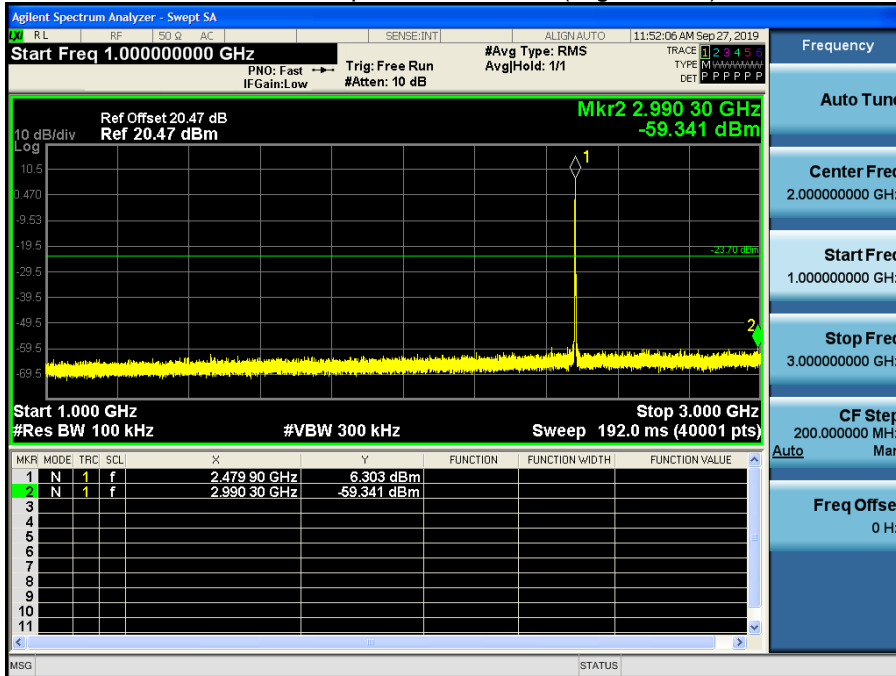 Agilent Spectrum Analyzer - Swept SA
LXI RL RF 50 Ω AC SENSE:INT ALIGN AUTO 11:52:06 AM Sep 27, 2019
Start Freq 1.000000000 GHz
PNO: Fast
IFGain:Low
Trig: Free Run
#Atten: 10 dB
#Avg Type: RMS
Avg|Hold: 1/1
TRACE 1 2 3 4 5 6
TYPE M
DET P P P P P P
Frequency
Auto Tune
Center Freq
2.000000000 GHz
Start Freq
1.000000000 GHz
Stop Freq
3.000000000 GHz
CF Step
200.000000 MHz
Auto Man
Freq Offset
0 Hz
Mkr2 2.990 30 GHz
-59.341 dBm
Ref Offset 20.47 dB
10 dB/div Ref 20.47 dBm
Log
10.5
0.470
-9.53
-19.5
-29.5
-39.5
-49.5
-59.5
-69.5
1
-23.70 dBm
2
Start 1.000 GHz Stop 3.000 GHz
#Res BW 100 kHz #VBW 300 kHz Sweep 192.0 ms (40001 pts)
MKR MODE TRC SCL X Y FUNCTION FUNCTION WIDTH FUNCTION VALUE
1 N 1 f 2.479 90 GHz 6.303 dBm
2 N 1 f 2.990 30 GHz -59.341 dBm
3
4
5
6
7
8
9
10
11
MSG STATUS